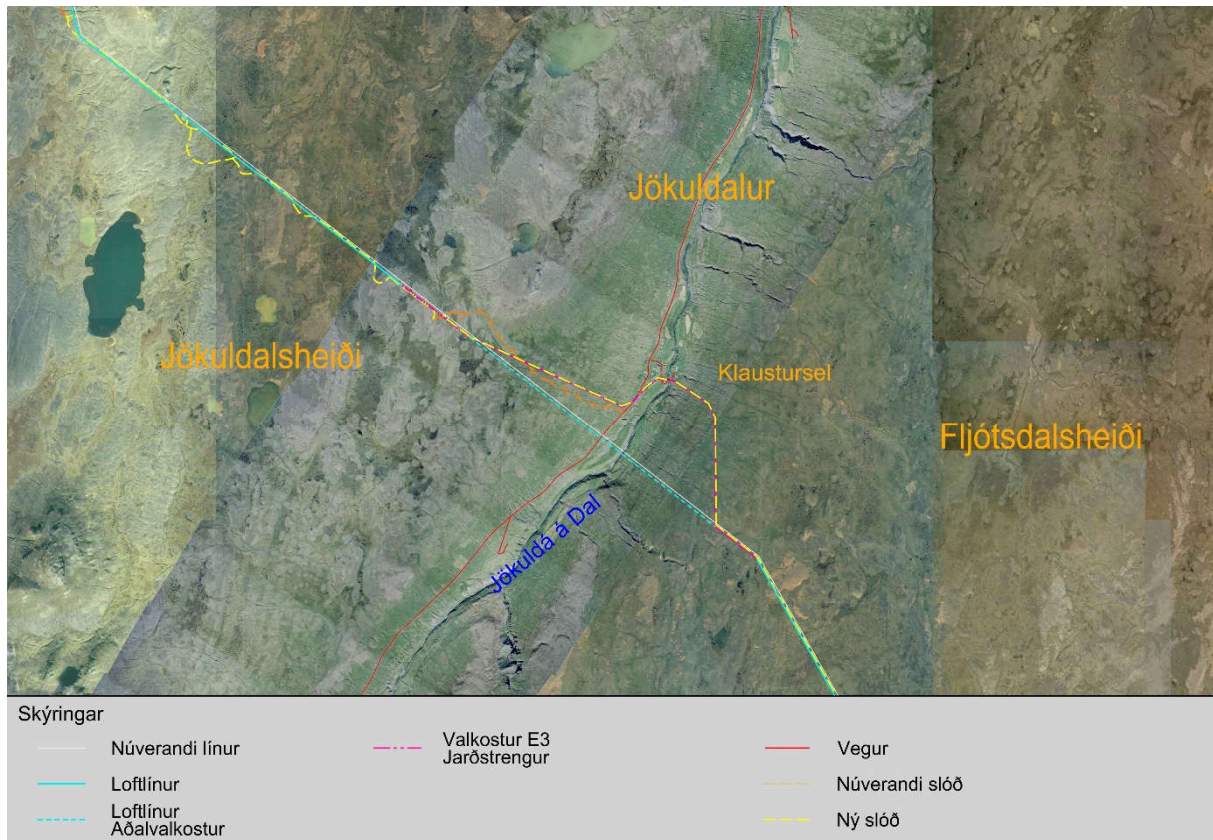 Jökuldalur
Jökuldalsheiði
Klaustursel
Fljótsdalsheiði
Jökuldá á Dal
Skýringar
Núverandi línur
Loftlínur
Loftlínur
Aðalvalkostur
Valkostur E3
Jarðstrengur
Vegur
Núverandi slóð
Ný slóð